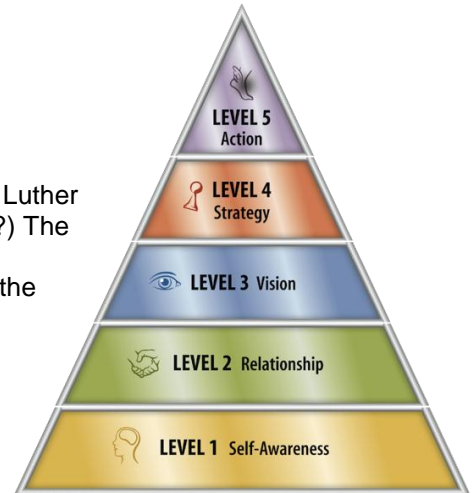 LEVEL 5
Action
Luther
LEVEL 4
?) The
Strategy
the
LEVEL 3 Vision
LEVEL 2 Relationship
LEVEL 1 Self-Awareness